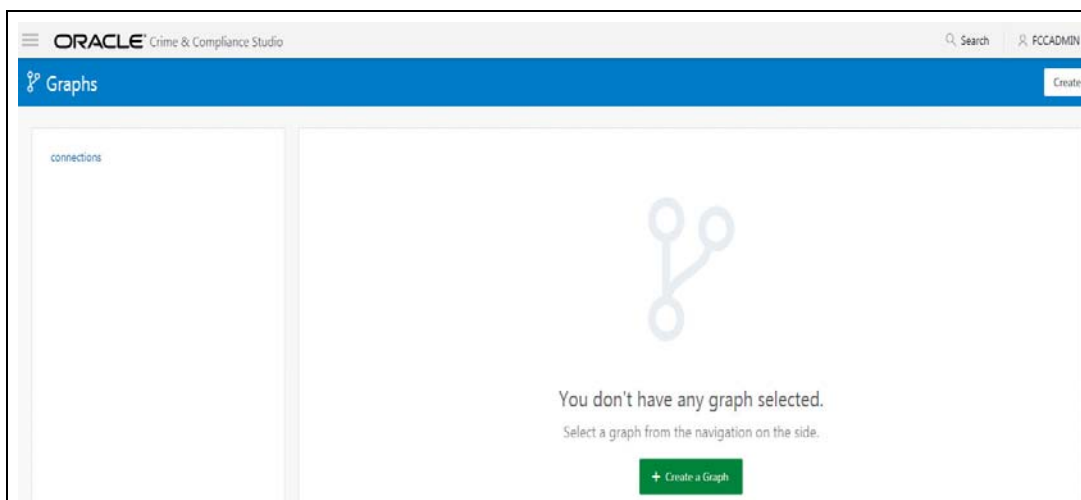 ORACLE® Crime & Compliance Studio
Search
FCCADMIN
Graphs
Create
connections
You don't have any graph selected.
Select a graph from the navigation on the side.
+ Create a Graph